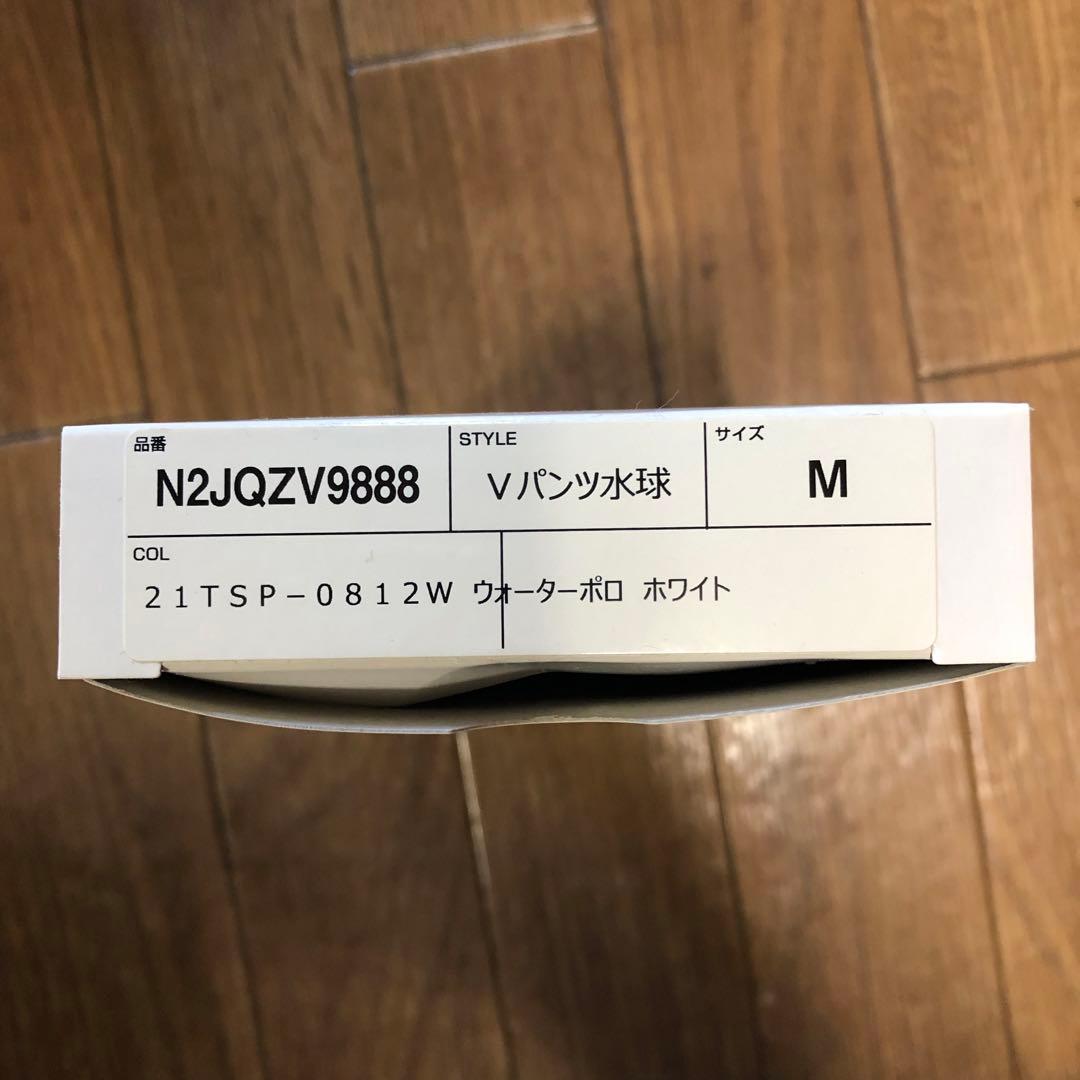 品番 STYLE サイズ
N2JQZV9888 Vパンツ水球 M
COL
21TSP-0812W ウォーターポロ ホワイト